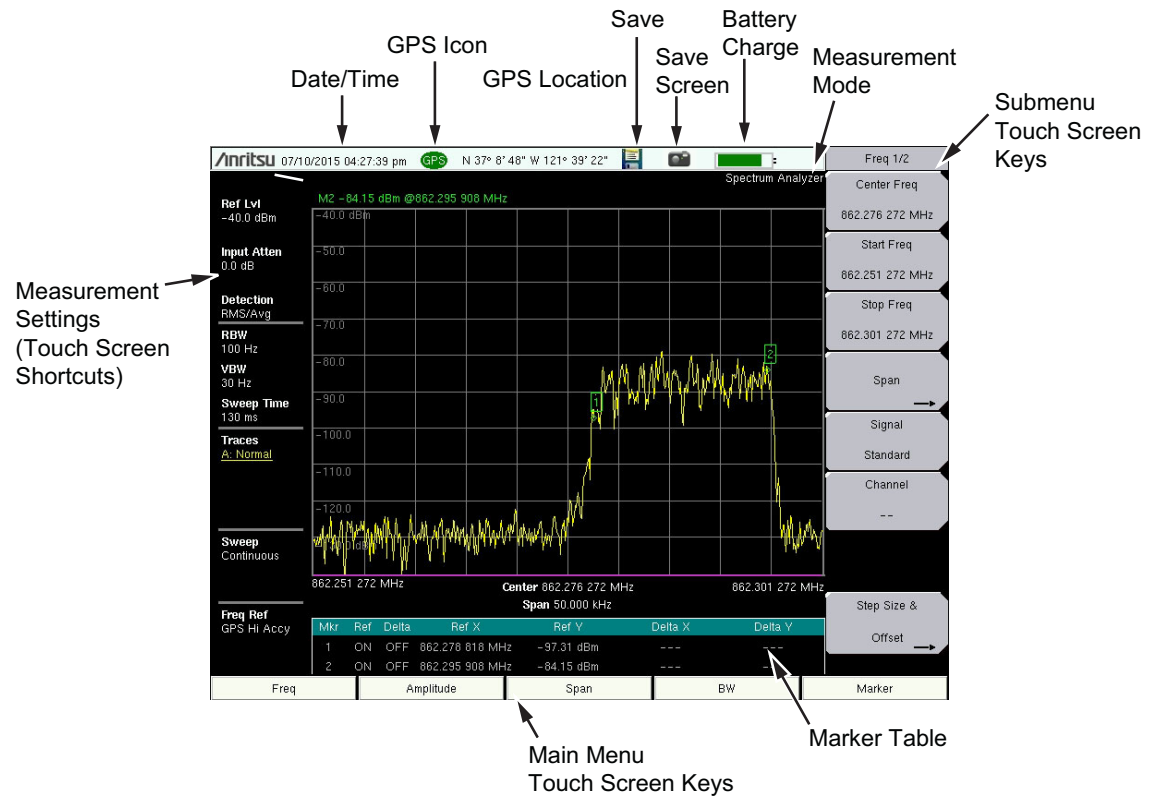 Save
Battery
Charge
GPS Icon
Save
Screen
Measurement
Mode
Date/Time
GPS Location
Submenu
Touch Screen
Keys
Anritsu 07/10/2015 04:27:39 pm GPS N 37° 8' 48" W 121° 39' 22"
Freq 1/2
Spectrum Analyzer
Center Freq
862.276 272 MHz
Start Freq
862.251 272 MHz
Stop Freq
862.301 272 MHz
Span
Signal
Standard
Channel
--
Step Size &
Offset
M2 -84.15 dBm @862.295 908 MHz
Ref Lvl
-40.0 dBm
Input Atten
0.0 dB
Detection
RMS/Avg
RBW
100 Hz
VBW
30 Hz
Sweep Time
130 ms
Traces
A: Normal
Sweep
Continuous
Freq Ref
GPS Hi Accy
Measurement
Settings
(Touch Screen
Shortcuts)
-40.0 dBm
-50.0
-60.0
-70.0
-80.0
-90.0
-100.0
-110.0
-120.0
1
2
862.251 272 MHz
Center 862.276 272 MHz
862.301 272 MHz
Span 50.000 kHz
Mkr Ref Delta Ref X Ref Y Delta X Delta Y
1 ON OFF 862.278 818 MHz -97.31 dBm --- ---
2 ON OFF 862.295 908 MHz -84.15 dBm --- ---
Freq Amplitude Span BW Marker
Main Menu
Touch Screen Keys
Marker Table